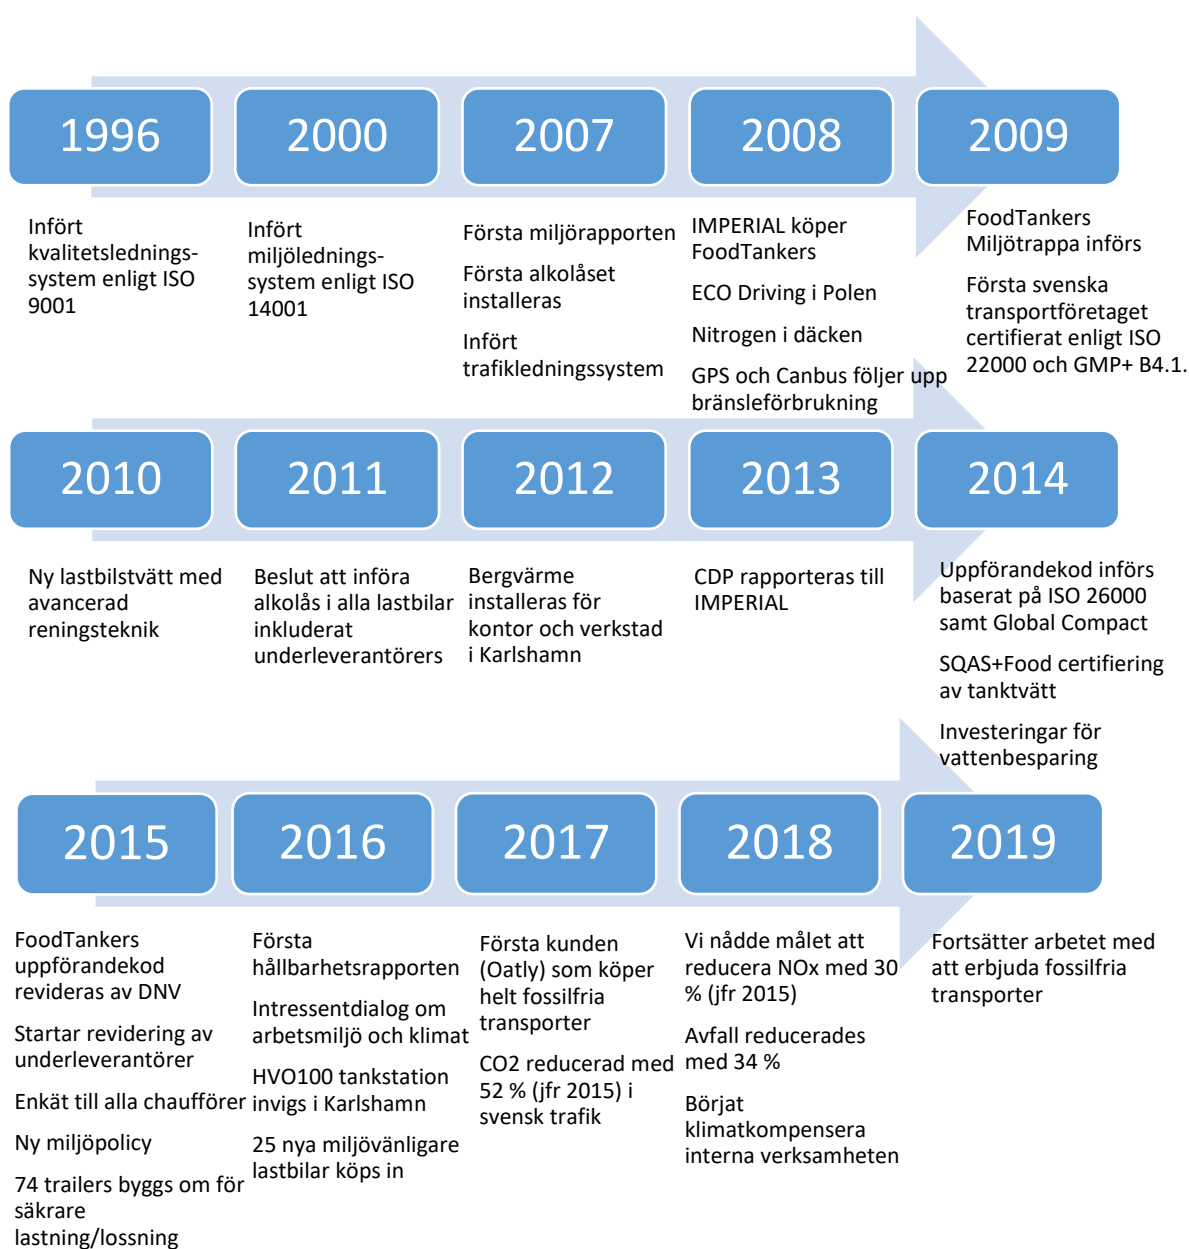 1996
2000
2007
2008
2009
Infört
kvalitetslednings-
system enligt ISO
9001
Infört
miljölednings-
system enligt ISO
14001
Första miljörapporten
Första alkolåset
installeras
Infört
trafikledningssystem
IMPERIAL köper
FoodTankers
ECO Driving i Polen
Nitrogen i däcken
GPS och Canbus följer upp
bränsleförbrukning
FoodTankers
Miljötrappa införs
Första svenska
transportföretaget
certifierat enligt ISO
22000 och GMP+ B4.1.
2010
2011
2012
2013
2014
Ny lastbilstvätt med
avancerad
reningsteknik
Beslut att införa
alkolås i alla lastbilar
inkluderat
underleverantörers
Bergvärme
installeras för
kontor och verkstad
i Karlshamn
CDP rapporteras till
IMPERIAL
Uppförandekod införs
baserat på ISO 26000
samt Global Compact
SQAS+Food certifiering
av tanktvätt
Investeringar för
vattenbesparing
2015
2016
2017
2018
2019
FoodTankers
uppförandekod
revideras av DNV
Startar revidering av
underleverantörer
Enkät till alla chaufförer
Ny miljöpolicy
74 trailers byggs om för
säkrare
lastning/lossning
Första
hållbarhetsrapporten
Intressentdialog om
arbetsmiljö och klimat
HVO100 tankstation
invigs i Karlshamn
25 nya miljövänligare
lastbilar köps in
Första kunden
(Oatly) som köper
helt fossilfria
transporter
CO2 reducerad med
52 % (jfr 2015) i
svensk trafik
Vi nådde målet att
reducera NOx med 30
% (jfr 2015)
Avfall reducerades
med 34 %
Börjat
klimatkompensera
interna verksamheten
Fortsätter arbetet med
att erbjuda fossilfria
transporter